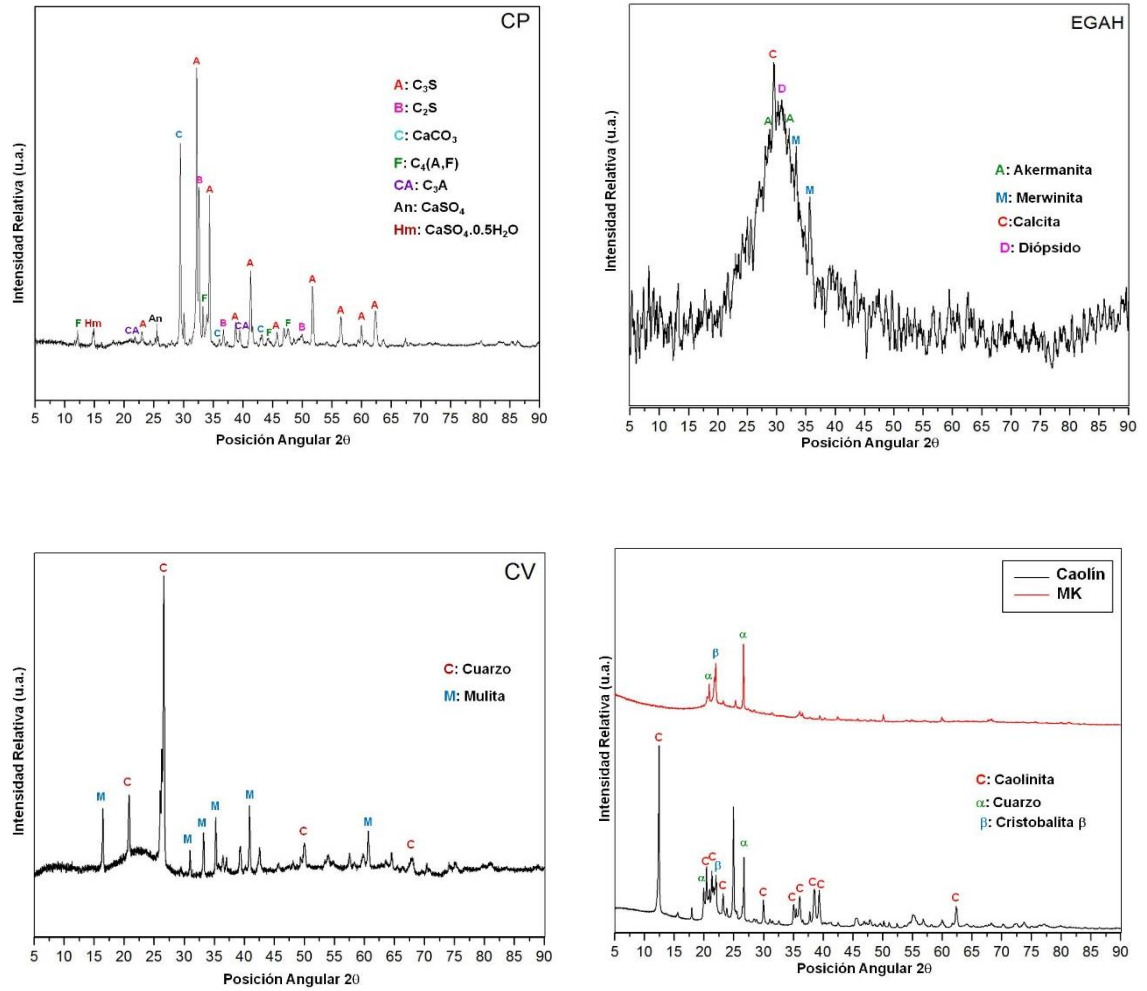 CP
A
A: C₃S
B: C₂S
C: CaCO₃
F: C₄(A,F)
CA: C₃A
An: CaSO₄
Hm: CaSO₄.0.5H₂O
C
B
A
F
A
A
F Hm CA A An C B A CA C F A F B A A A
Intensidad Relativa (u.a.)
5 10 15 20 25 30 35 40 45 50 55 60 65 70 75 80 85 90
Posición Angular 2θ
EGAH
C
D
A A
M
M
A: Akermanita
M: Merwinita
C: Calcita
D: Diópsido
Intensidad Relativa (u.a.)
5 10 15 20 25 30 35 40 45 50 55 60 65 70 75 80 85 90
Posición Angular 2θ
CV
C
C: Cuarzo
M: Mulita
M C M M M M C M C
Intensidad Relativa (u.a.)
5 10 15 20 25 30 35 40 45 50 55 60 65 70 75 80 85 90
Posición Angular 2θ
Caolín
MK
α β α
C
C: Caolinita
α: Cuarzo
β: Cristobalita β
α C C β C α C C C C C C
Intensidad Relativa (u.a.)
5 10 15 20 25 30 35 40 45 50 55 60 65 70 75 80 85 90
Posición Angular 2θ